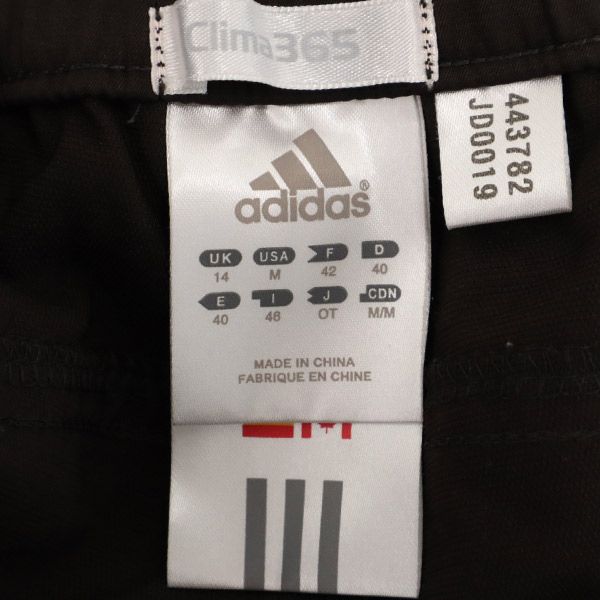 Clima365
adidas®
UK USA F D
14 M 42 40
E I J CDN
40 46 OT M/M
MADE IN CHINA
FABRIQUE EN CHINE
443782
JD0019